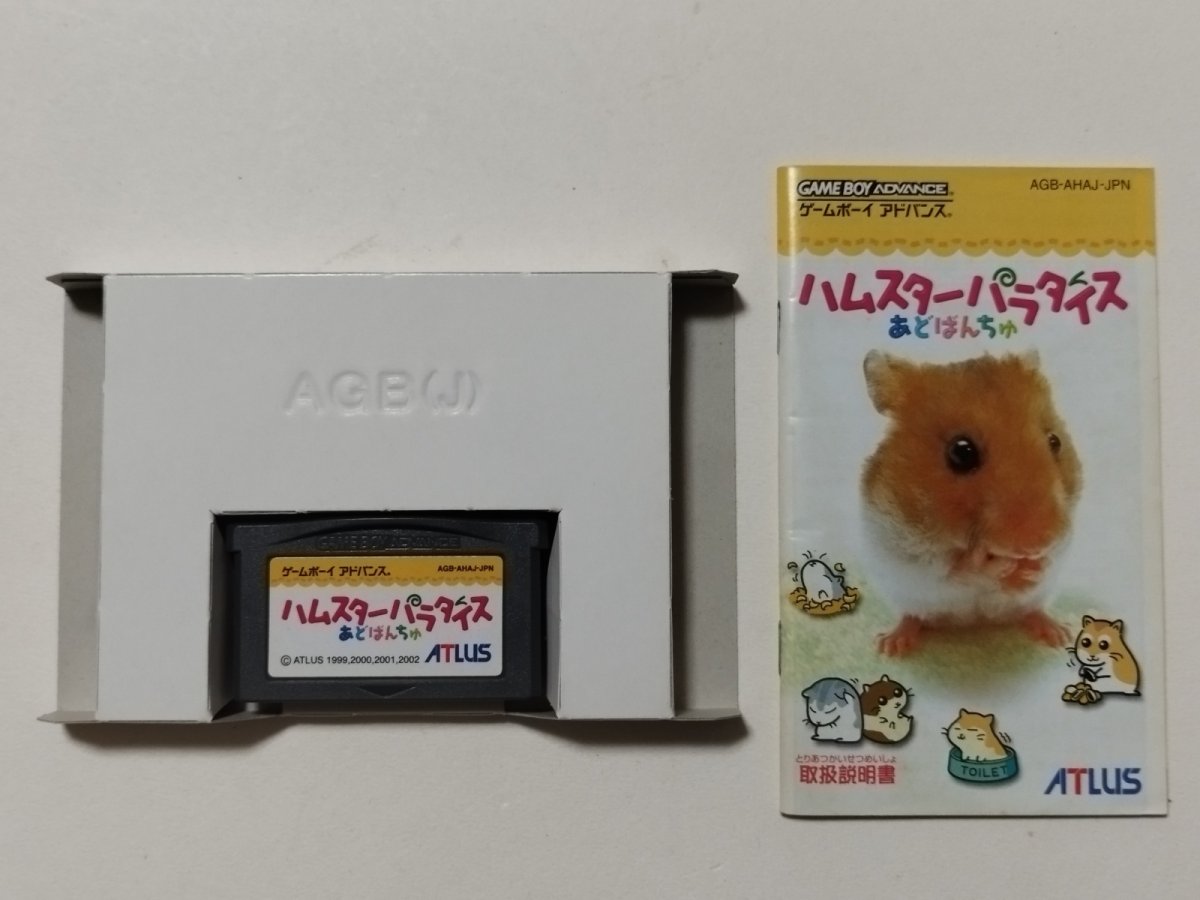 AGB(J)
GAME BOY ADVANCE
ゲームボーイ アドバンス®
AGB-AHAJ-JPN
ハムスターパラダイス
あどばんちゅ
© ATLUS 1999,2000,2001,2002 ATLUS
GAME BOY ADVANCE™
AGB-AHAJ-JPN
ゲームボーイ アドバンス®
ハムスターパラダイス
あどばんちゅ
TOILET
とりあつかいせつめいしょ
取扱説明書
ATLUS